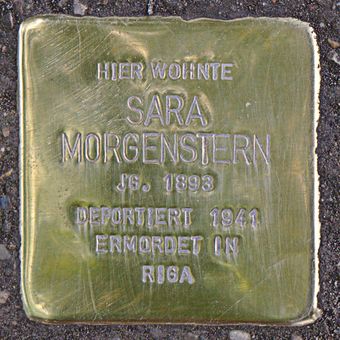 HIER WOHNTE
SARA
MORGENSTERN
JG. 1893
DEPORTIERT 1941
ERMORDET IN
RIGA